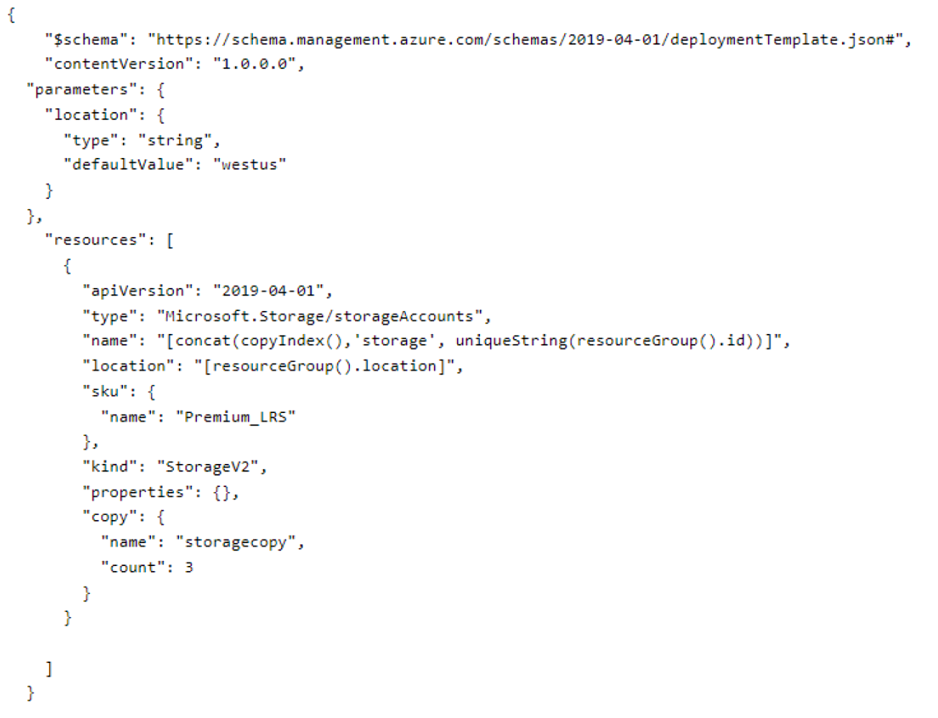 {
"$schema": "https://schema.management.azure.com/schemas/2019-04-01/deploymentTemplate.json#",
"contentVersion": "1.0.0.0",
"parameters": {
"location": {
"type": "string",
"defaultValue": "westus"
}
},
"resources": [
{
"apiVersion": "2019-04-01",
"type": "Microsoft.Storage/storageAccounts",
"name": "[concat(copyIndex(),'storage', uniqueString(resourceGroup().id))]",
"location": "[resourceGroup().location]",
"sku": {
"name": "Premium_LRS"
},
"kind": "StorageV2",
"properties": {},
"copy": {
"name": "storagecopy",
"count": 3
}
}
]
}